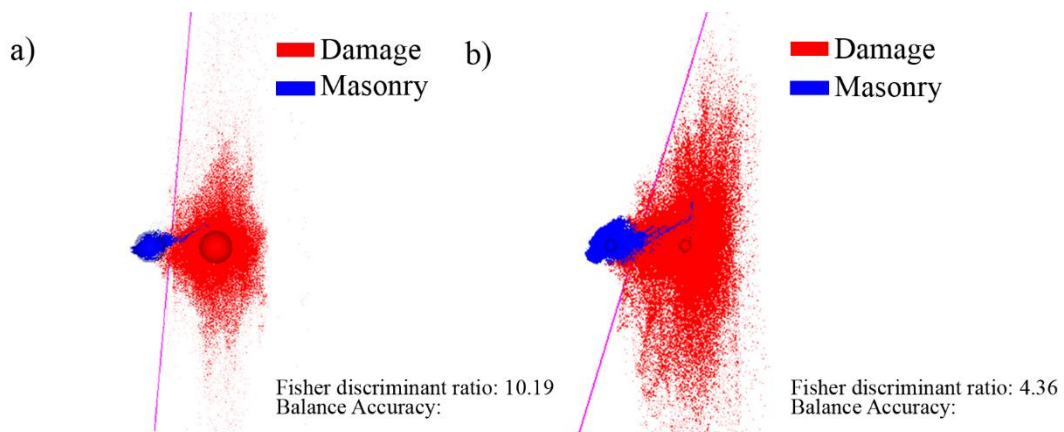 a)
Damage
Masonry
Fisher discriminant ratio: 10.19
Balance Accuracy:
b)
Damage
Masonry
Fisher discriminant ratio: 4.36
Balance Accuracy: